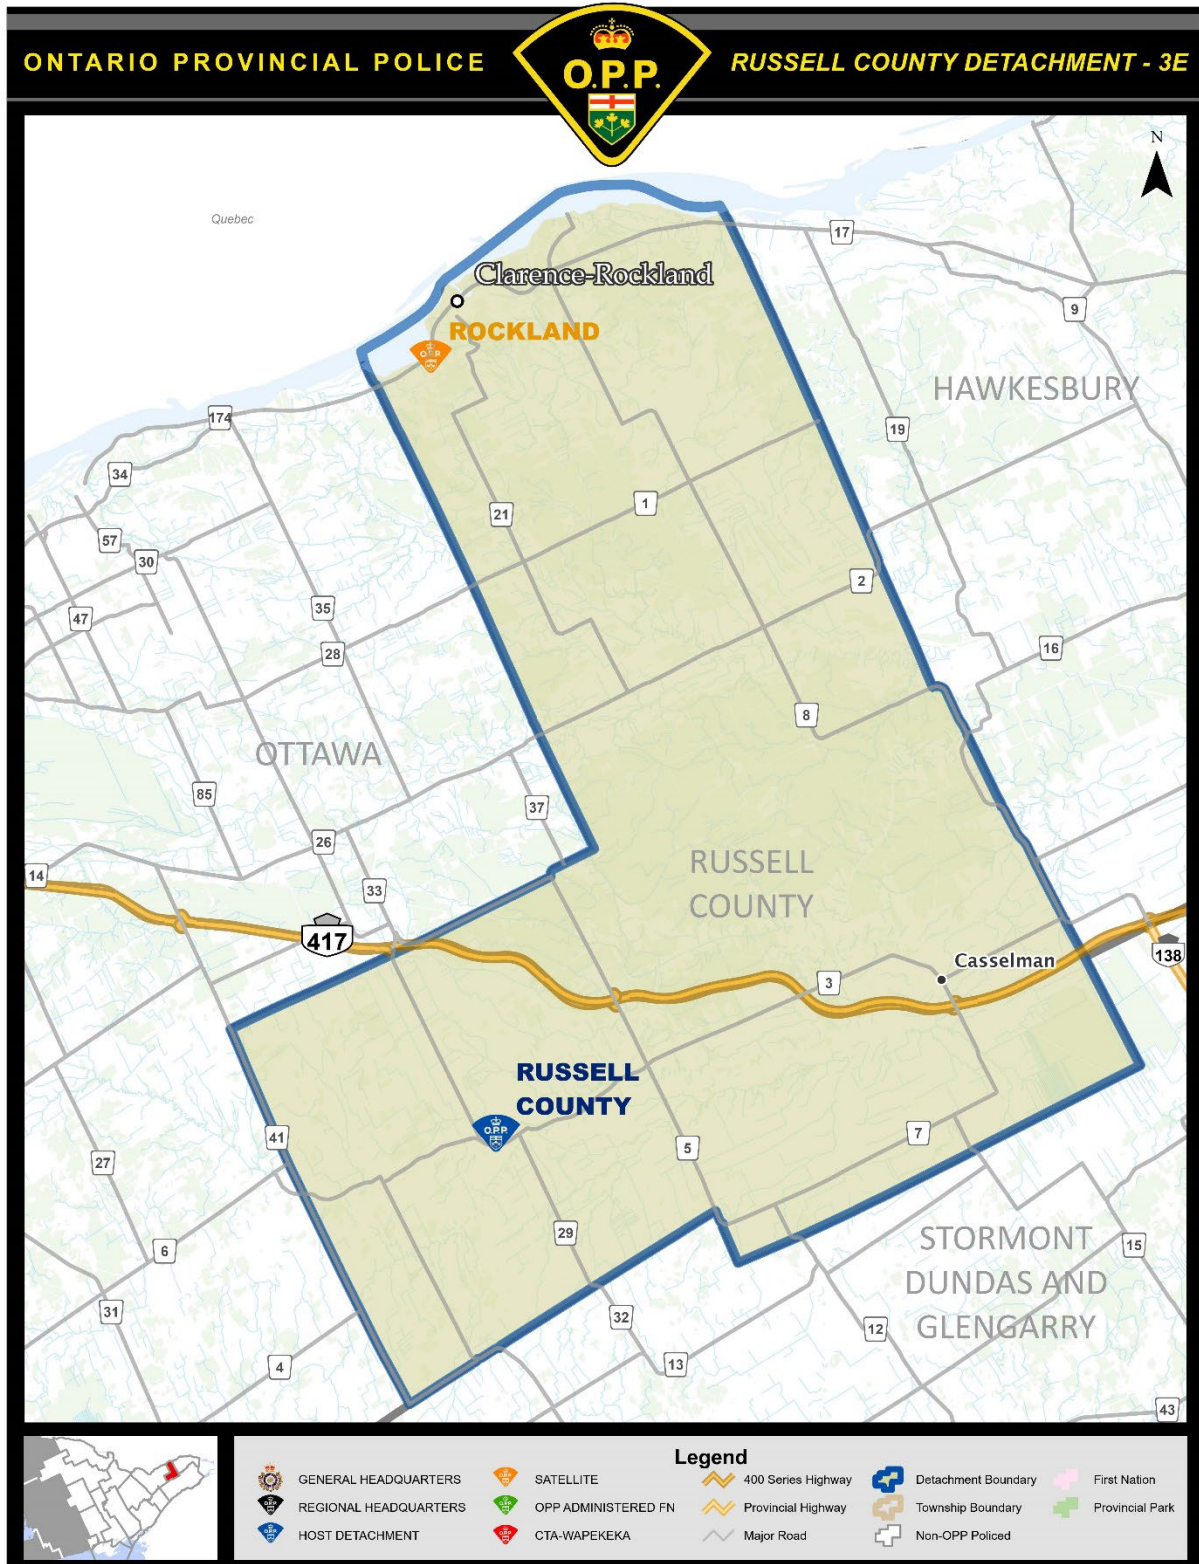 ONTARIO PROVINCIAL POLICE
O.P.P.
RUSSELL COUNTY DETACHMENT - 3E
N
Quebec
17
Clarence-Rockland
9
ROCKLAND
HAWKESBURY
174
19
34
21
1
57
30
2
35
47
28
16
8
OTTAWA
85
37
26
RUSSELL
COUNTY
14
33
417
138
Casselman
3
RUSSELL
COUNTY
O.P.P.
41
7
5
27
29
6
STORMONT
DUNDAS AND
GLENGARRY
15
31
32
12
13
4
43
Legend
GENERAL HEADQUARTERS
REGIONAL HEADQUARTERS
HOST DETACHMENT
SATELLITE
OPP ADMINISTERED FN
CTA-WAPEKEKA
400 Series Highway
Provincial Highway
Major Road
Detachment Boundary
Township Boundary
Non-OPP Policed
First Nation
Provincial Park